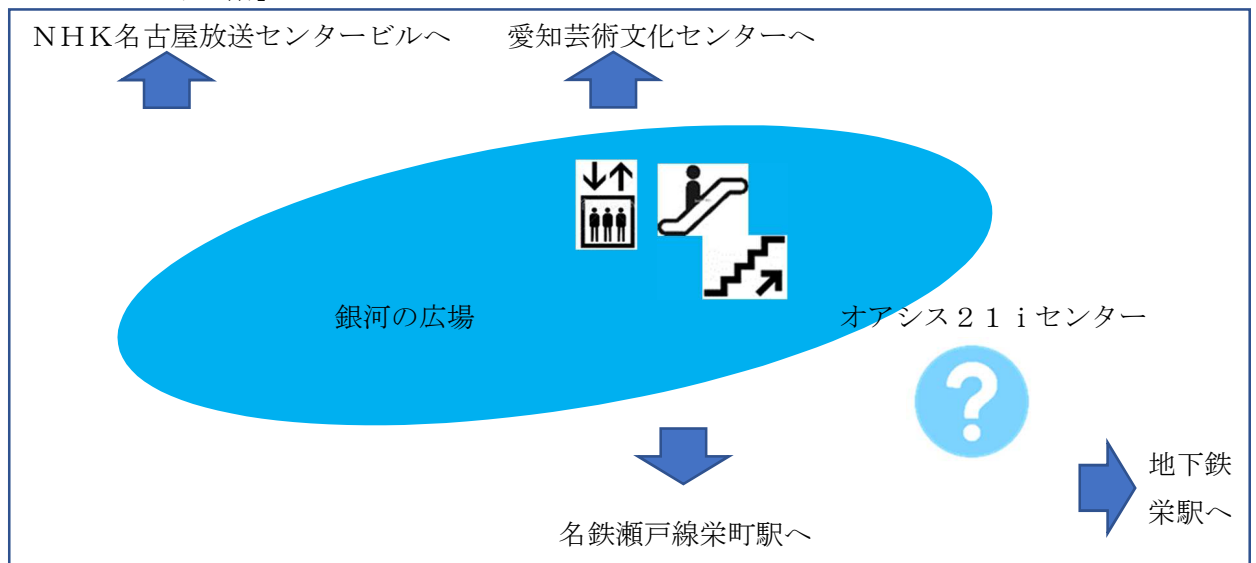 ＮＨＫ名古屋放送センタービルへ
愛知芸術文化センターへ
銀河の広場
オアシス２１ｉセンター
地下鉄
栄駅へ
名鉄瀬戸線栄町駅へ